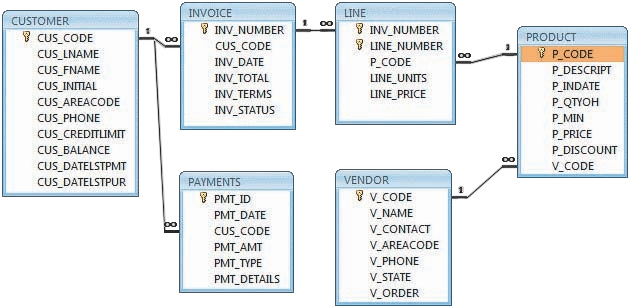 CUSTOMER
CUS_CODE
CUS_LNAME
CUS_FNAME
CUS_INITIAL
CUS_AREACODE
CUS_PHONE
CUS_CREDITLIMIT
CUS_BALANCE
CUS_DATELSTPMT
CUS_DATELSTPUR
1
∞
∞
INVOICE
INV_NUMBER
CUS_CODE
INV_DATE
INV_TOTAL
INV_TERMS
INV_STATUS
1
∞
LINE
INV_NUMBER
LINE_NUMBER
P_CODE
LINE_UNITS
LINE_PRICE
∞
1
PRODUCT
P_CODE
P_DESCRIPT
P_INDATE
P_QTYOH
P_MIN
P_PRICE
P_DISCOUNT
V_CODE
PAYMENTS
PMT_ID
PMT_DATE
CUS_CODE
PMT_AMT
PMT_TYPE
PMT_DETAILS
VENDOR
V_CODE
V_NAME
V_CONTACT
V_AREACODE
V_PHONE
V_STATE
V_ORDER
1
∞